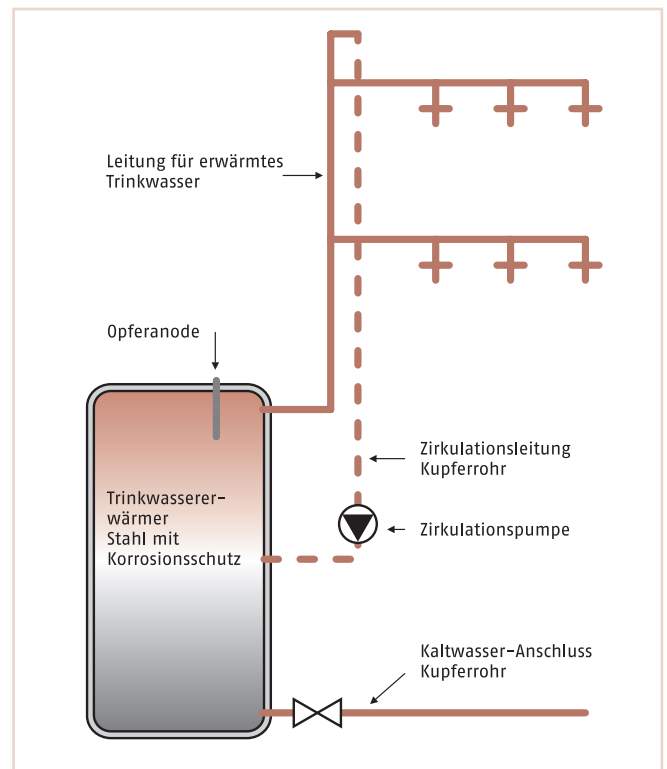 Leitung für erwärmtes
Trinkwasser
Opferanode
Zirkulationsleitung
Kupferrohr
Trinkwasserer-
wärmer
Stahl mit
Korrosionsschutz
Zirkulationspumpe
Kaltwasser-Anschluss
Kupferrohr